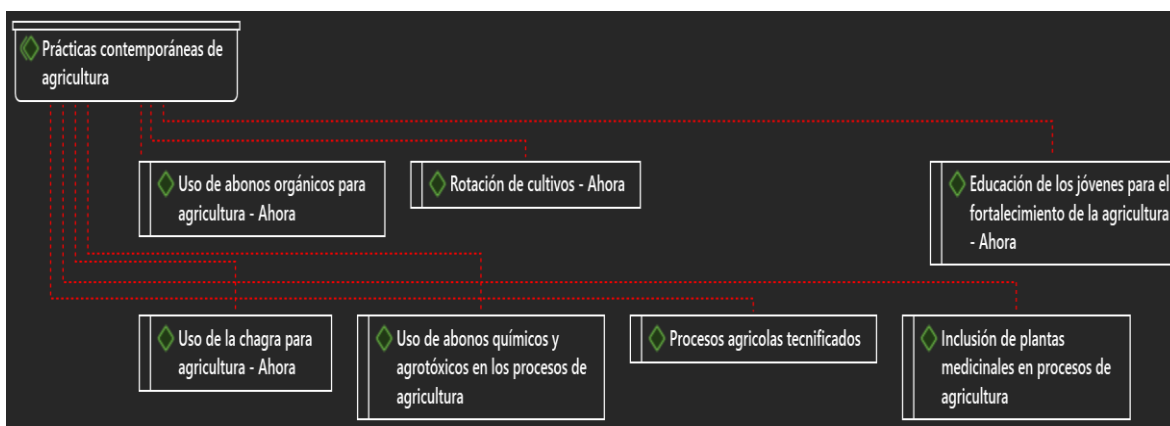 Prácticas contemporáneas de
agricultura
Uso de abonos orgánicos para
agricultura - Ahora
Rotación de cultivos - Ahora
Educación de los jóvenes para el
fortalecimiento de la agricultura
- Ahora
Uso de la chagra para
agricultura - Ahora
Uso de abonos químicos y
agrotóxicos en los procesos de
agricultura
Procesos agricolas tecnificados
Inclusión de plantas
medicinales en procesos de
agricultura